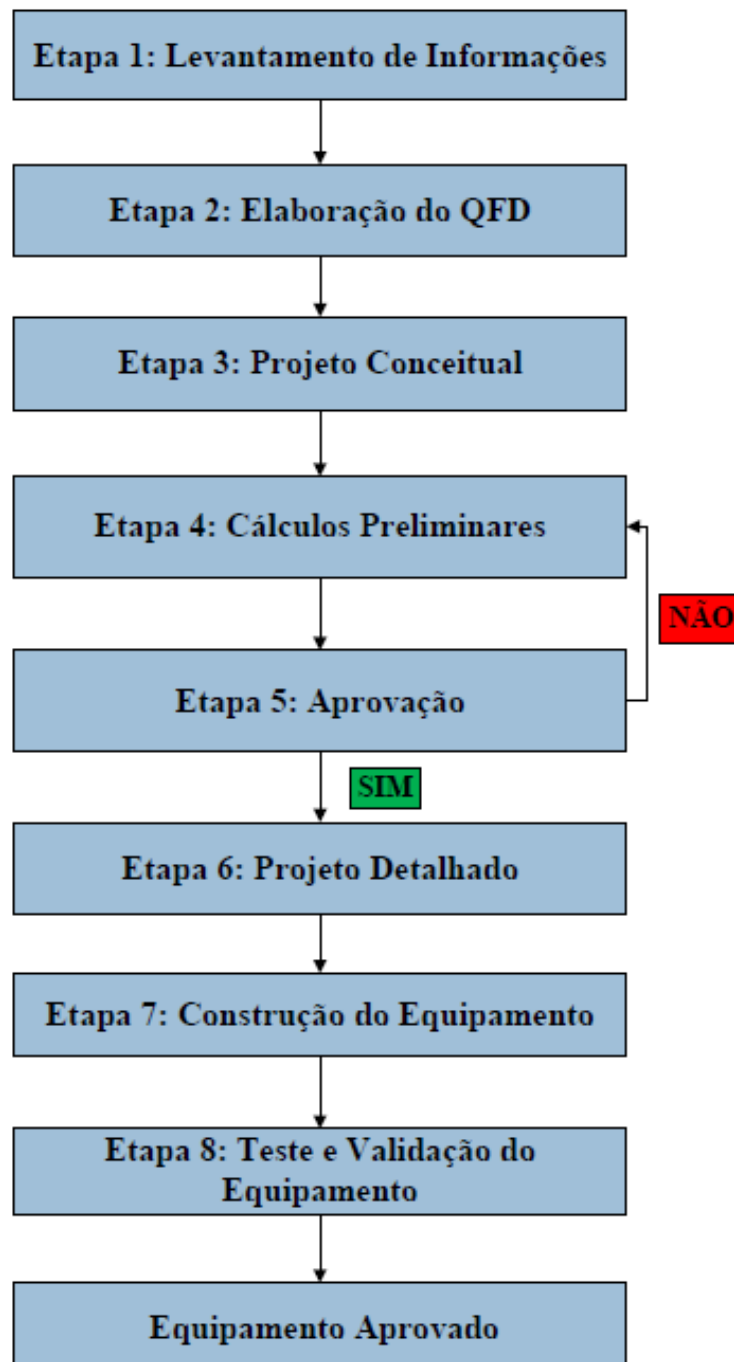 Etapa 1: Levantamento de Informações
Etapa 2: Elaboração do QFD
Etapa 3: Projeto Conceitual
Etapa 4: Cálculos Preliminares
NÃO
Etapa 5: Aprovação
SIM
Etapa 6: Projeto Detalhado
Etapa 7: Construção do Equipamento
Etapa 8: Teste e Validação do
Equipamento
Equipamento Aprovado